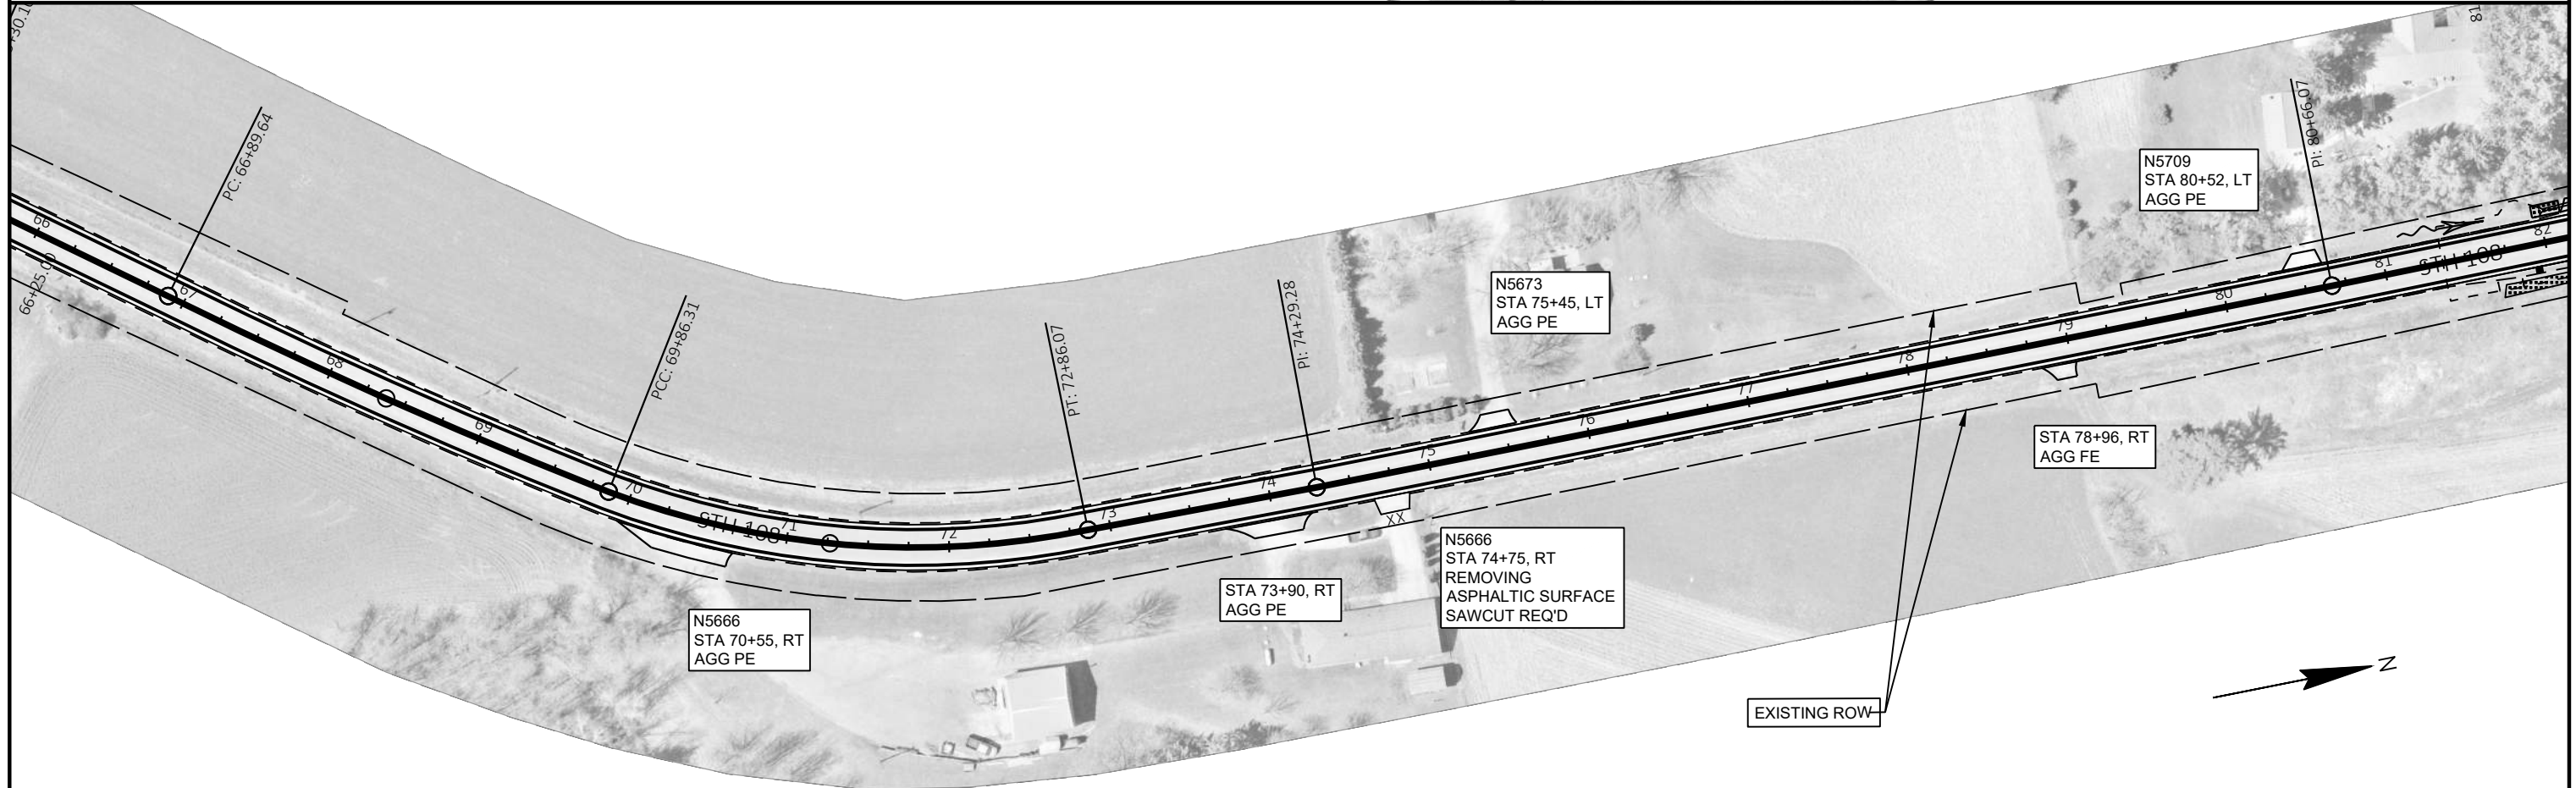 66+25.00
66
PC: 66+89.64
67
68
69
PCC: 69+86.31
70
STH 108
71
72
PT: 72+86.07
73
74
PI: 74+29.28
75
76
77
78
79
80
PI: 80+66.07
81
STH 108
82
81
N5666
STA 70+55, RT
AGG PE
STA 73+90, RT
AGG PE
XX
N5666
STA 74+75, RT
REMOVING
ASPHALTIC SURFACE
SAWCUT REQ'D
N5673
STA 75+45, LT
AGG PE
STA 78+96, RT
AGG FE
N5709
STA 80+52, LT
AGG PE
EXISTING ROW
N